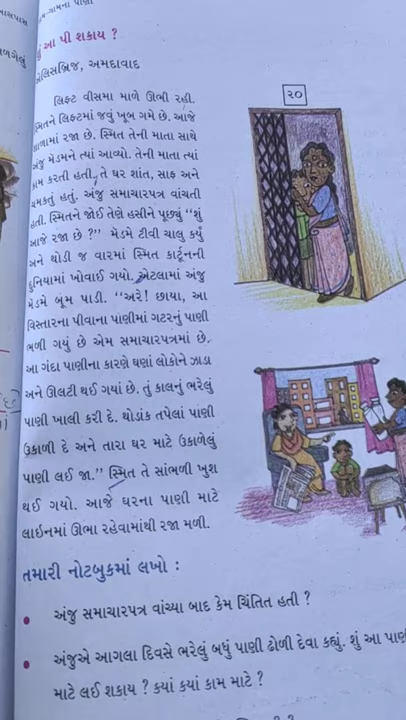 આ પી શકાય ?
અમદાવાદ
લિફ્ટ વીસમા માળે ઊભી રહી.
સ્મિતને લિફ્ટમાં જવું ખૂબ ગમે છે. આજે
શાળામાં રજા છે. સ્મિત તેની માતા સાથે
અંજુ મેડમને ત્યાં આવ્યો. તેની માતા ત્યાં
કામ કરતી હતી. તે ઘર શાંત, સાફ અને
ચમકતું હતું. અંજુ સમાચારપત્ર વાંચતી
હતી. સ્મિતને જોઈ તેણે હસીને પૂછ્યું “શું
આજે રજા છે ?” મેડમે ટીવી ચાલુ કર્યું
અને થોડી જ વારમાં સ્મિત કાર્ટૂનની
દુનિયામાં ખોવાઈ ગયો. એટલામાં અંજુ
મેડમે બૂમ પાડી. “અરે! છાયા, આ
વિસ્તારના પીવાના પાણીમાં ગટરનું પાણી
ભળી ગયું છે એમ સમાચારપત્રમાં છે.
આ ગંદા પાણીના કારણે ઘણાં લોકોને ઝાડા
અને ઊલટી થઈ ગયાં છે. તું કાલનું ભરેલું
પાણી ખાલી કરી દે. થોડાંક તપેલાં પાણી
ઉકાળી દે અને તારા ઘર માટે ઉકાળેલું
પાણી લઈ જા.” સ્મિત તે સાંભળી ખુશ
થઈ ગયો. આજે ઘરના પાણી માટે
લાઇનમાં ઊભા રહેવામાંથી રજા મળી.
૨૦
તમારી નોટબુકમાં લખો :
• અંજુ સમાચારપત્ર વાંચ્યા બાદ કેમ ચિંતિત હતી ?
• અંજુએ આગલા દિવસે ભરેલું બધું પાણી ઢોળી દેવા કહ્યું. શું આ પાણી
માટે લઈ શકાય ? કયાં કયાં કામ માટે ?